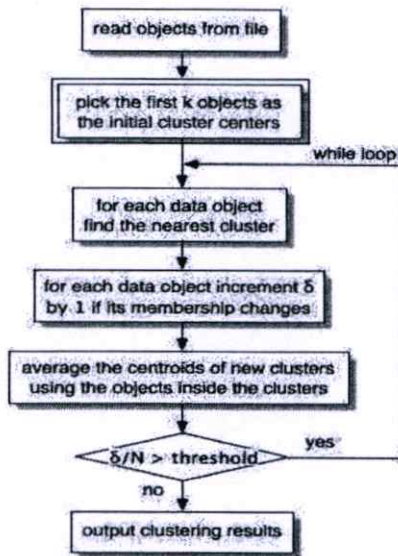 read objects from file
pick the first k objects as
the initial cluster centers
while loop
for each data object
find the nearest cluster
for each data object increment δ
by 1 if its membership changes
average the centroids of new clusters
using the objects inside the clusters
δ/N > threshold
yes
no
output clustering results